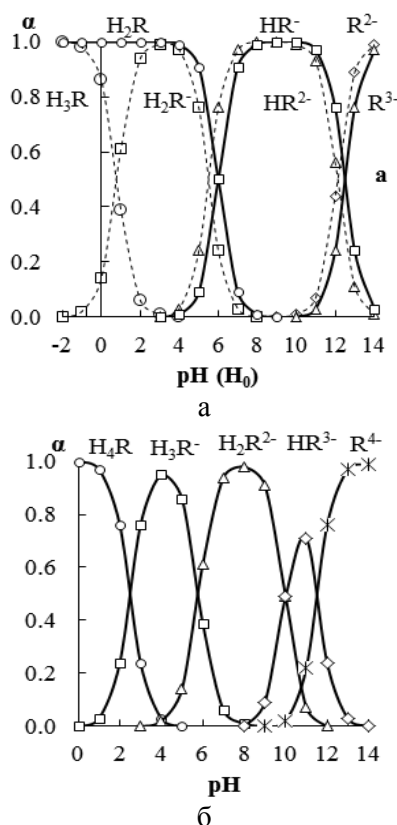 α H₂R HR⁻ R²⁻
1.0
H₃R H₂R⁻ HR²⁻ R³⁻
0.8
0.6
a
0.4
0.2
0.0
-2 0 2 4 6 8 10 12 14
pH (H₀)
а
α H₄R H₃R⁻ H₂R²⁻ HR³⁻ R⁴⁻
1.0
0.8
0.6
0.4
0.2
0.0
0 2 4 6 8 10 12 14
pH
б